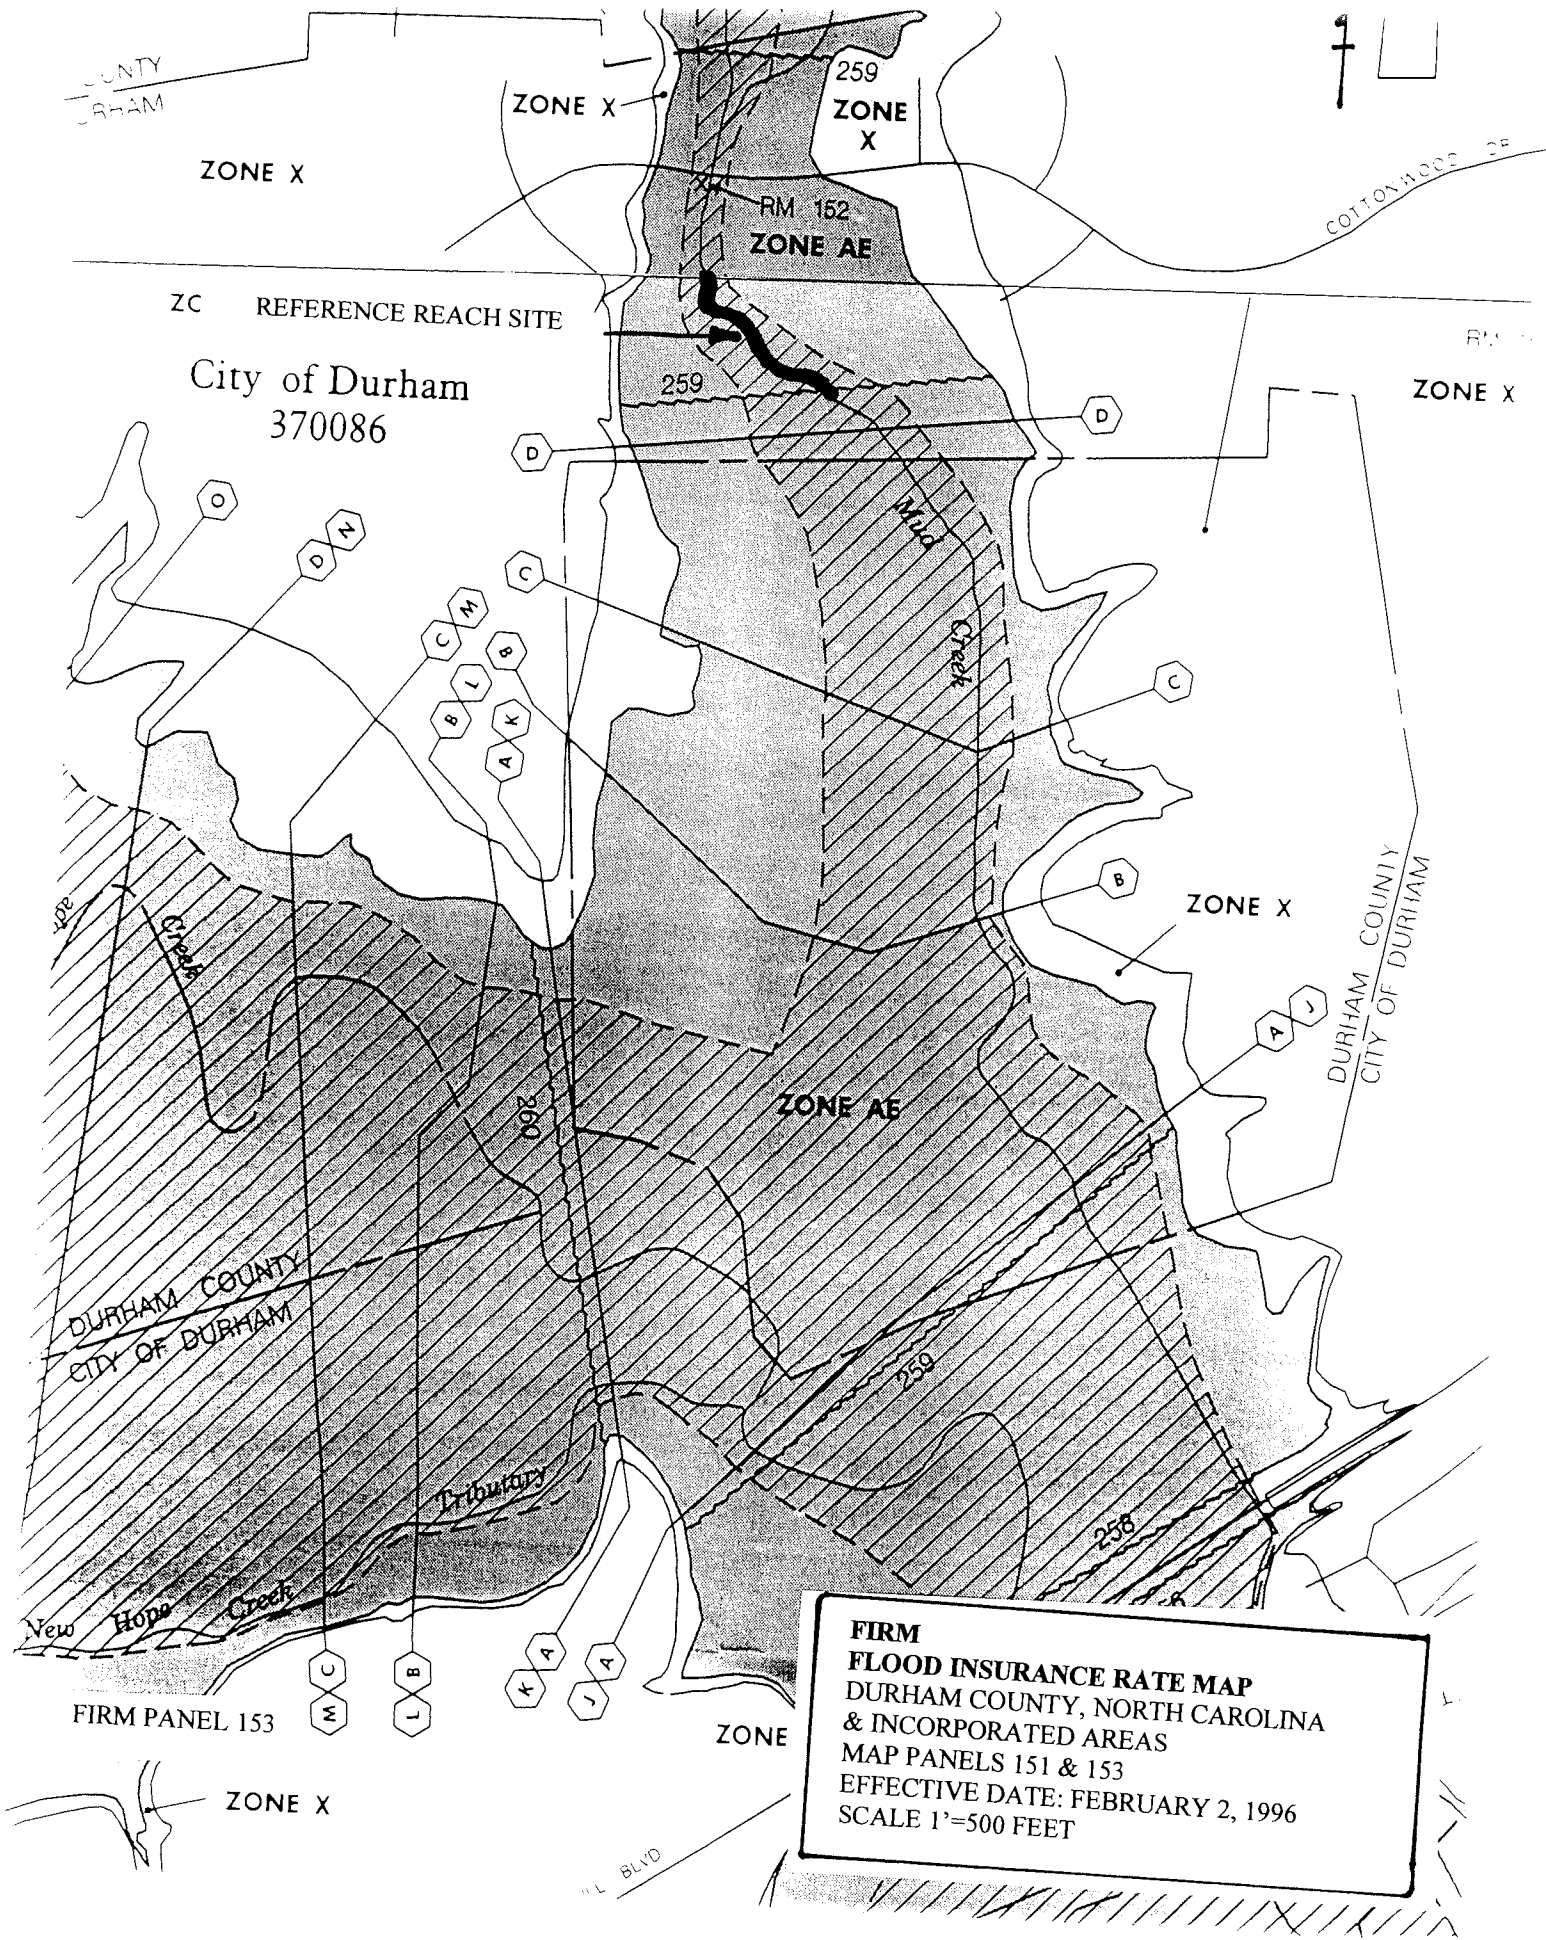 259
ZONE X
ZONE
X
ZONE X
COTTONWOOD
RM 152
ZONE AE
ZC REFERENCE REACH SITE
City of Durham
370086
259
ZONE X
D
D
Mud
Creek
O
D N
C
C M
B
B L
A K
C
B
ZONE X
DURHAM COUNTY
CITY OF DURHAM
Creek
A J
ZONE AE
260
DURHAM COUNTY
CITY OF DURHAM
259
Tributary
258
New Hope Creek
C
M
B
L
K A
J A
FIRM PANEL 153
ZONE
ZONE X
BLVD
FIRM
FLOOD INSURANCE RATE MAP
DURHAM COUNTY, NORTH CAROLINA
& INCORPORATED AREAS
MAP PANELS 151 & 153
EFFECTIVE DATE: FEBRUARY 2, 1996
SCALE 1'=500 FEET